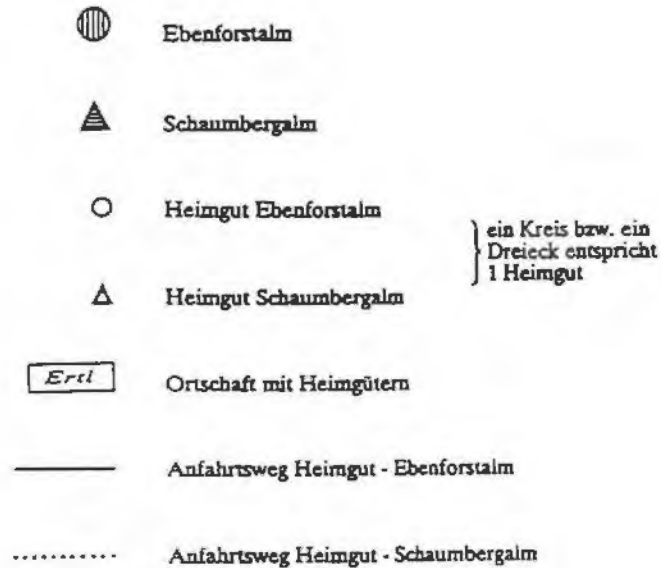 Ebenforstalm
Schaumbergalm
Heimgut Ebenforstalm
ein Kreis bzw. ein
Dreieck entspricht
1 Heimgut
Heimgut Schaumbergalm
Ertl
Ortschaft mit Heimgütern
Anfahrtsweg Heimgut - Ebenforstalm
Anfahrtsweg Heimgut - Schaumbergalm